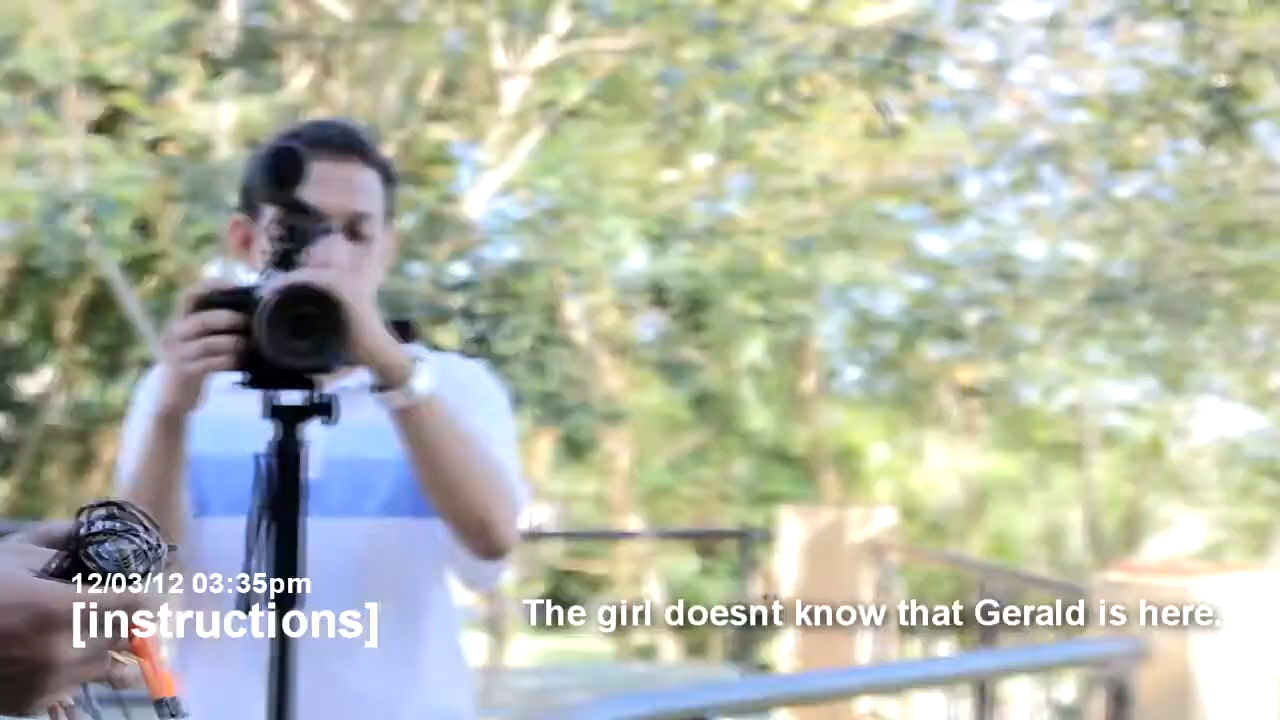 12/03/12 03:35pm
[instructions]
The girl doesnt know that Gerald is here.